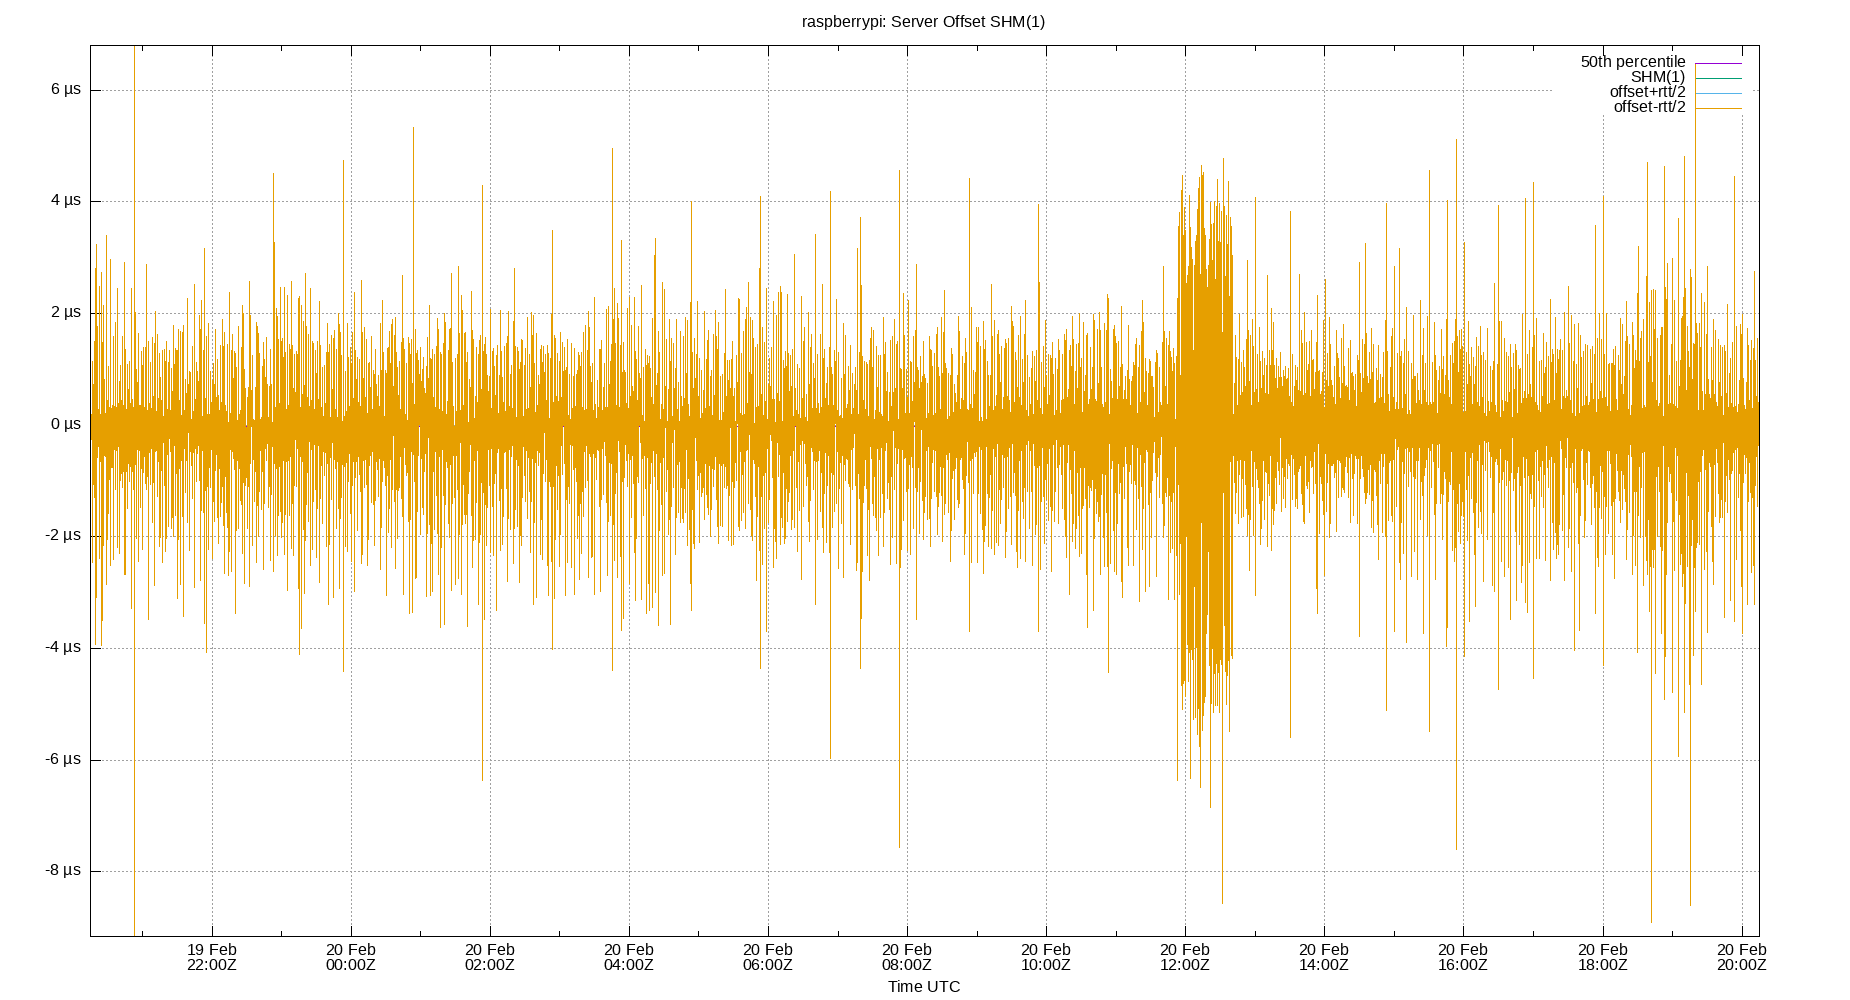 raspberrypi: Server Offset SHM(1)
50th percentile
SHM(1)
offset+rtt/2
offset-rtt/2
6 µs
4 µs
2 µs
0 µs
-2 µs
-4 µs
-6 µs
-8 µs
19 Feb 20 Feb 20 Feb 20 Feb 20 Feb 20 Feb 20 Feb 20 Feb 20 Feb 20 Feb 20 Feb 20 Feb
22:00Z 00:00Z 02:00Z 04:00Z 06:00Z 08:00Z 10:00Z 12:00Z 14:00Z 16:00Z 18:00Z 20:00Z
Time UTC